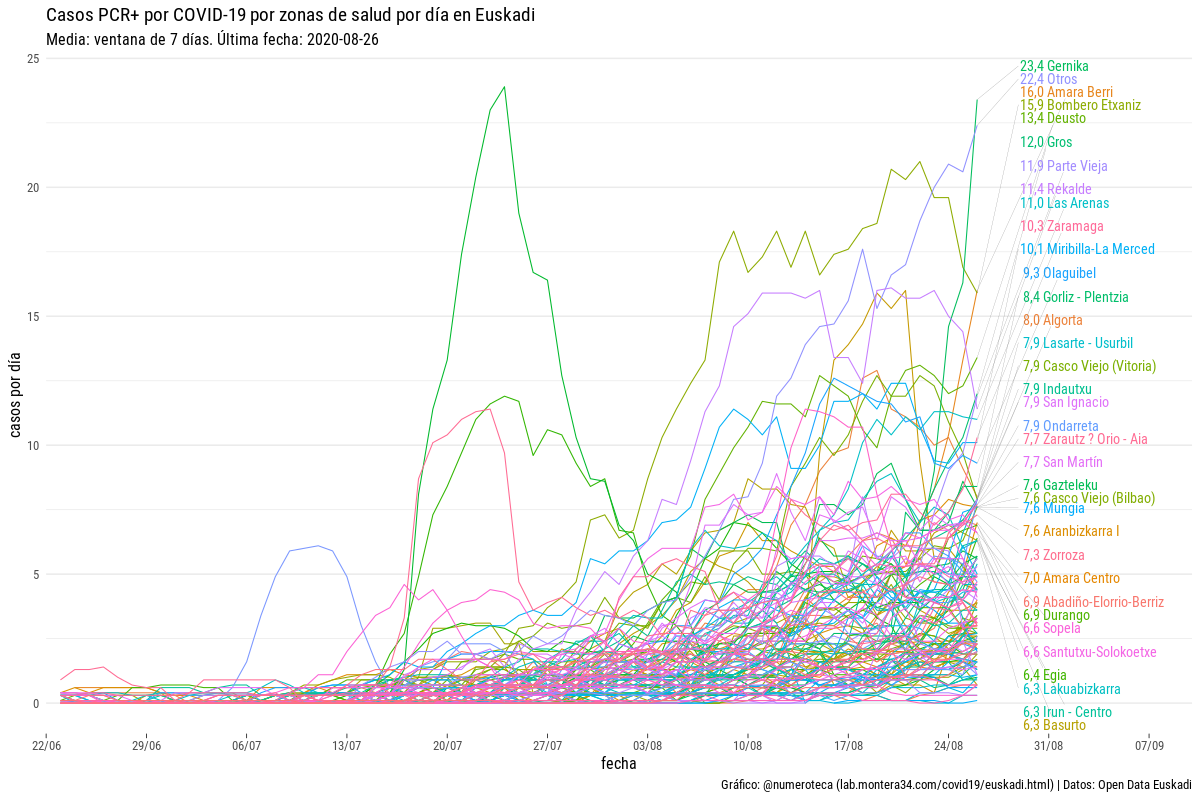 Casos PCR+ por COVID-19 por zonas de salud por día en Euskadi
Media: ventana de 7 días. Última fecha: 2020-08-26
casos por día
25
20
15
10
5
0
23,4 Gernika
22,4 Otros
16,0 Amara Berri
15,9 Bombero Etxaniz
13,4 Deusto
12,0 Gros
11,9 Parte Vieja
11,4 Rekalde
11,0 Las Arenas
10,3 Zaramaga
10,1 Miribilla-La Merced
9,3 Olaguibel
8,4 Gorliz - Plentzia
8,0 Algorta
7,9 Lasarte - Usurbil
7,9 Casco Viejo (Vitoria)
7,9 Indautxu
7,9 San Ignacio
7,9 Ondarreta
7,7 Zarautz ? Orio - Aia
7,7 San Martín
7,6 Gazteleku
7,6 Casco Viejo (Bilbao)
7,6 Mungia
7,6 Aranbizkarra I
7,3 Zorroza
7,0 Amara Centro
6,9 Abadiño-Elorrio-Berriz
6,9 Durango
6,6 Sopela
6,6 Santutxu-Solokoetxe
6,4 Egia
6,3 Lakuabizkarra
6,3 Irun - Centro
6,3 Basurto
22/06 29/06 06/07 13/07 20/07 27/07 03/08 10/08 17/08 24/08 31/08 07/09
fecha
Gráfico: @numeroteca (lab.montera34.com/covid19/euskadi.html) | Datos: Open Data Euskadi